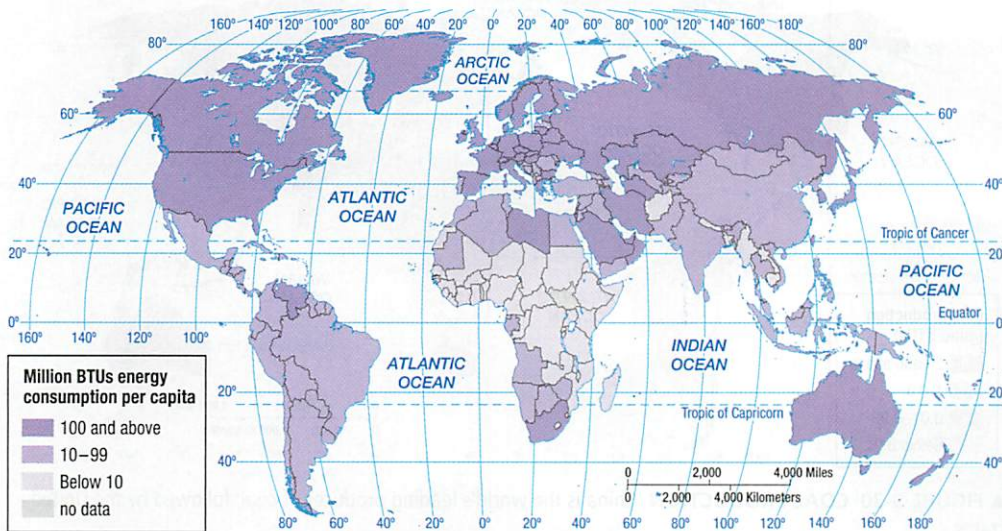 160° 140° 120° 100° 80° 60° 40° 20° 0° 20° 40° 60° 80° 100° 120° 140° 160° 180°
80°
80°
ARCTIC
OCEAN
60°
60°
40°
40°
PACIFIC
OCEAN
ATLANTIC
OCEAN
Tropic of Cancer
20°
20°
PACIFIC
OCEAN
Equator
0°
0°
160° 140° 120° 100°
ATLANTIC
OCEAN
INDIAN
OCEAN
Million BTUs energy
consumption per capita
100 and above
10–99
Below 10
no data
20°
20°
Tropic of Capricorn
40°
40°
0 2,000 4,000 Miles
0 2,000 4,000 Kilometers
80° 60° 40° 20° 0° 20° 40° 60° 80° 100° 120° 140° 160° 180°